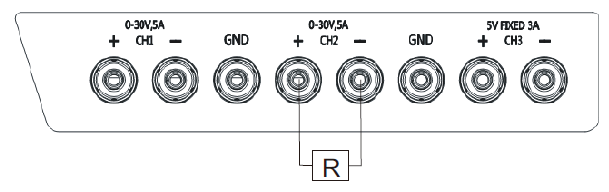 0-30V,5A 0-30V,5A 5V FIXED 3A
+ CH1 − GND + CH2 − GND + CH3 −
R